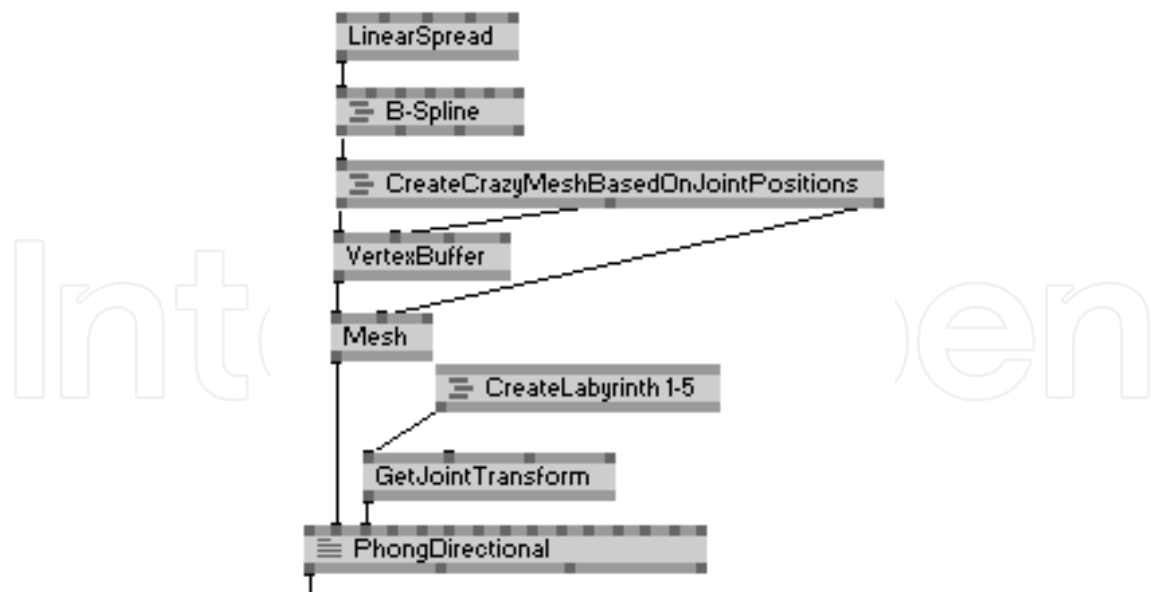 LinearSpread
B-Spline
CreateCrazyMeshBasedOnJointPositions
VertexBuffer
Mesh
CreateLabyrinth 1-5
GetJointTransform
PhongDirectional